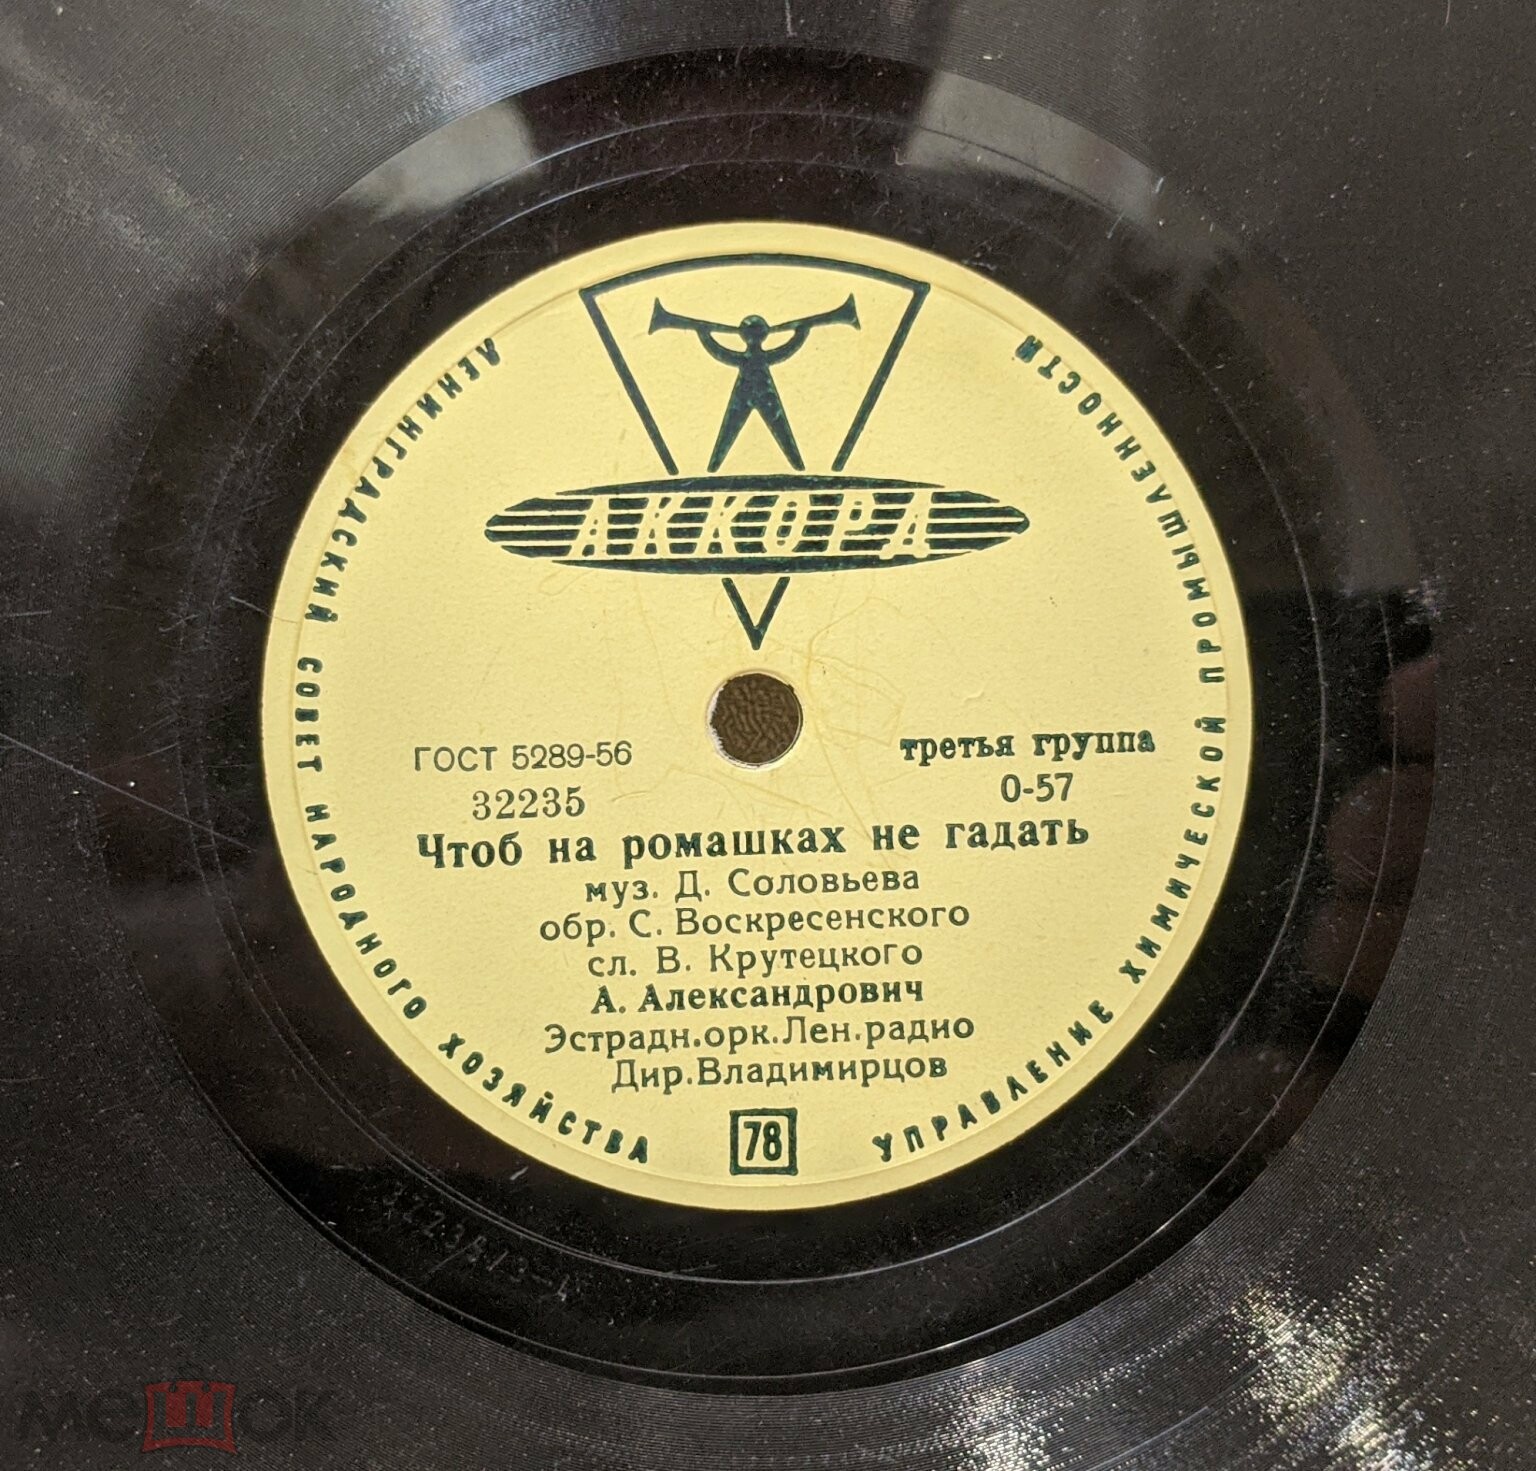 ЛЕНИНГРАДСКИЙ СОВЕТ НАРОДНОГО ХОЗЯЙСТВА
УПРАВЛЕНИЕ ХИМИЧЕСКОЙ ПРОМЫШЛЕННОСТИ
АККОРД
ГОСТ 5289-56
третья группа
32235
0-57
Чтоб на ромашках не гадать
муз. Д. Соловьева
обр. С. Воскресенского
сл. В. Крутецкого
А. Александрович
Эстрадн.орк.Лен.радио
Дир.Владимирцов
78
мешок